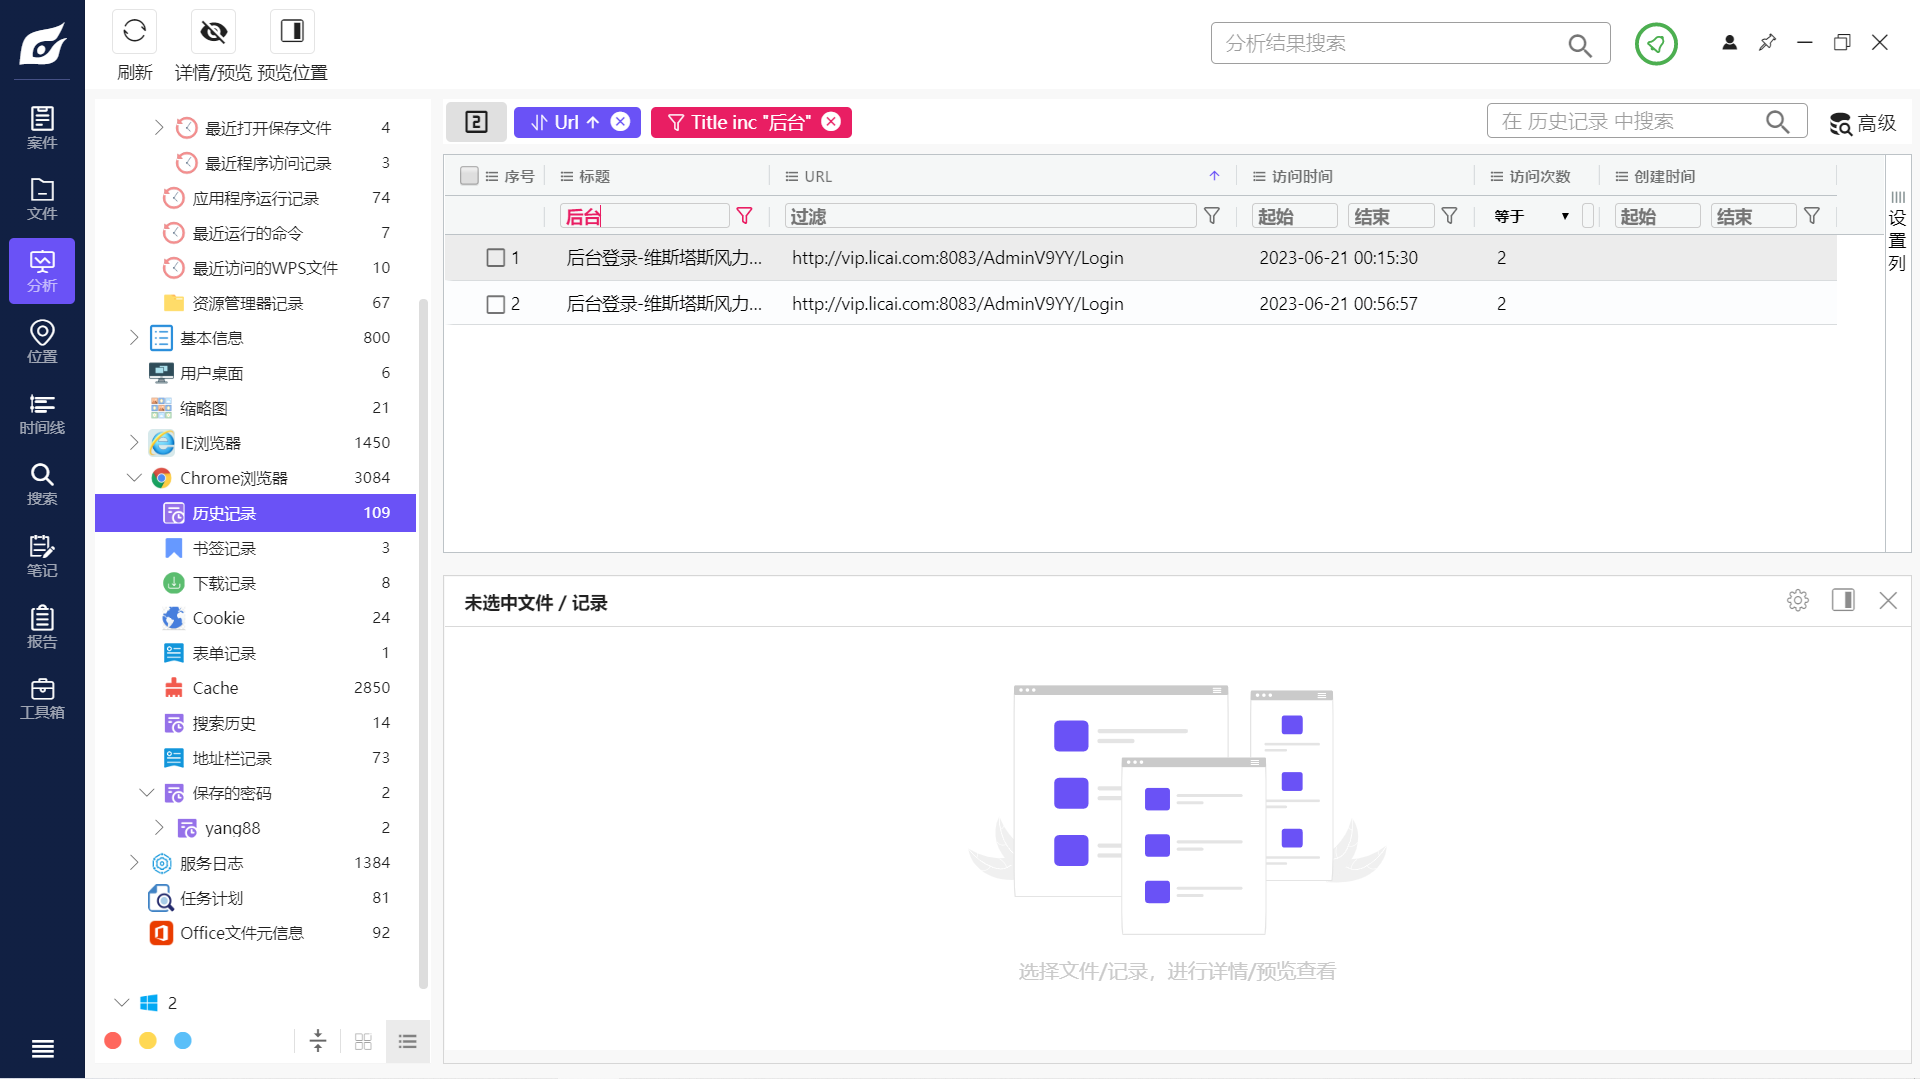 刷新
详情/预览
预览位置
分析结果搜索
案件
文件
分析
位置
时间线
搜索
笔记
报告
工具箱
最近打开保存文件 4
最近程序访问记录 3
应用程序运行记录 74
最近运行的命令 7
最近访问的WPS文件 10
资源管理器记录 67
基本信息 800
用户桌面 6
缩略图 21
IE浏览器 1450
Chrome浏览器 3084
历史记录 109
书签记录 3
下载记录 8
Cookie 24
表单记录 1
Cache 2850
搜索历史 14
地址栏记录 73
保存的密码 2
yang88 2
服务日志 1384
任务计划 81
Office文件元信息 92
2
2
Url
Title inc "后台"
在 历史记录 中搜索
高级
序号 标题 URL 访问时间 访问次数 创建时间
后台 过滤 起始 结束 等于 起始 结束
1 后台登录-维斯塔斯风力... http://vip.licai.com:8083/AdminV9YY/Login 2023-06-21 00:15:30 2
2 后台登录-维斯塔斯风力... http://vip.licai.com:8083/AdminV9YY/Login 2023-06-21 00:56:57 2
设置列
未选中文件 / 记录
选择文件/记录，进行详情/预览查看